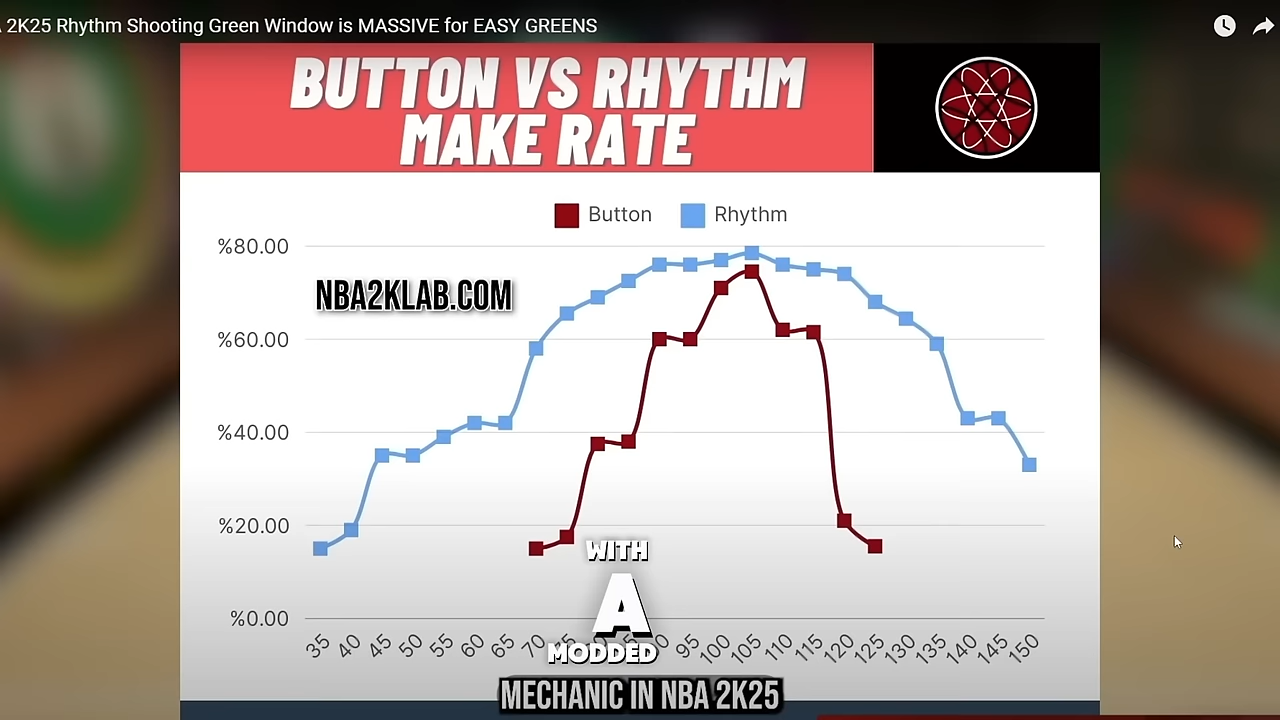 2K25 Rhythm Shooting Green Window is MASSIVE for EASY GREENS
BUTTON VS RHYTHM
MAKE RATE
Button Rhythm
%80.00
NBA2KLAB.COM
%60.00
%40.00
%20.00
WITH
A
%0.00
35 40 45 50 55 60 65 70 95 100 105 110 115 120 125 130 135 140 145 150
MODDED
MECHANIC IN NBA 2K25